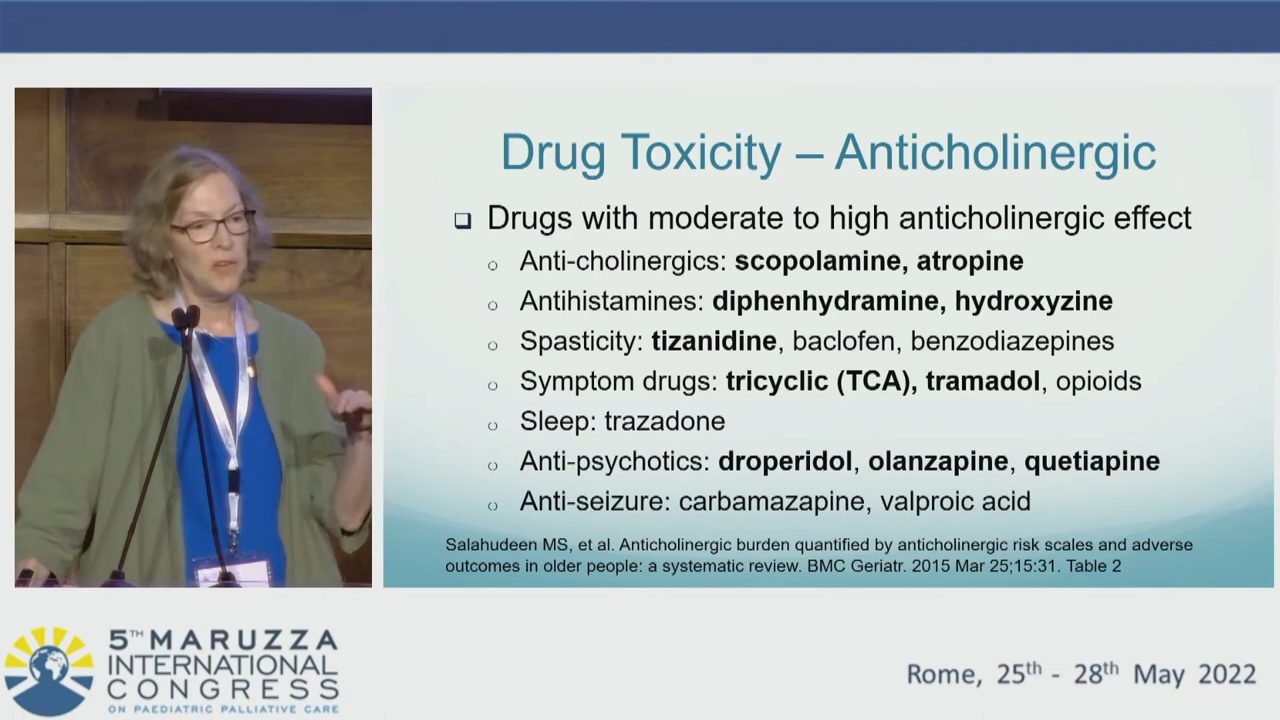 Drug Toxicity – Anticholinergic
Drugs with moderate to high anticholinergic effect
Anti-cholinergics: scopolamine, atropine
Antihistamines: diphenhydramine, hydroxyzine
Spasticity: tizanidine, baclofen, benzodiazepines
Symptom drugs: tricyclic (TCA), tramadol, opioids
Sleep: trazadone
Anti-psychotics: droperidol, olanzapine, quetiapine
Anti-seizure: carbamazapine, valproic acid
Salahudeen MS, et al. Anticholinergic burden quantified by anticholinergic risk scales and adverse
outcomes in older people: a systematic review. BMC Geriatr. 2015 Mar 25;15:31. Table 2
5TH MARUZZA
INTERNATIONAL
CONGRESS
ON PAEDIATRIC PALLIATIVE CARE
Rome, 25th - 28th May 2022